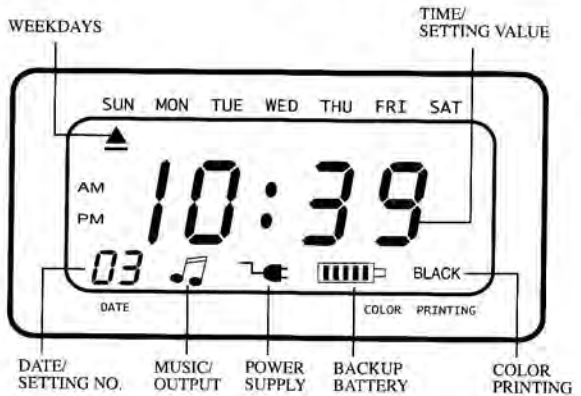 WEEKDAYS
TIME/
SETTING VALUE
SUN MON TUE WED THU FRI SAT
AM
PM
10:39
03
BLACK
DATE
COLOR PRINTING
DATE/
SETTING NO.
MUSIC/
OUTPUT
POWER
SUPPLY
BACKUP
BATTERY
COLOR
PRINTING